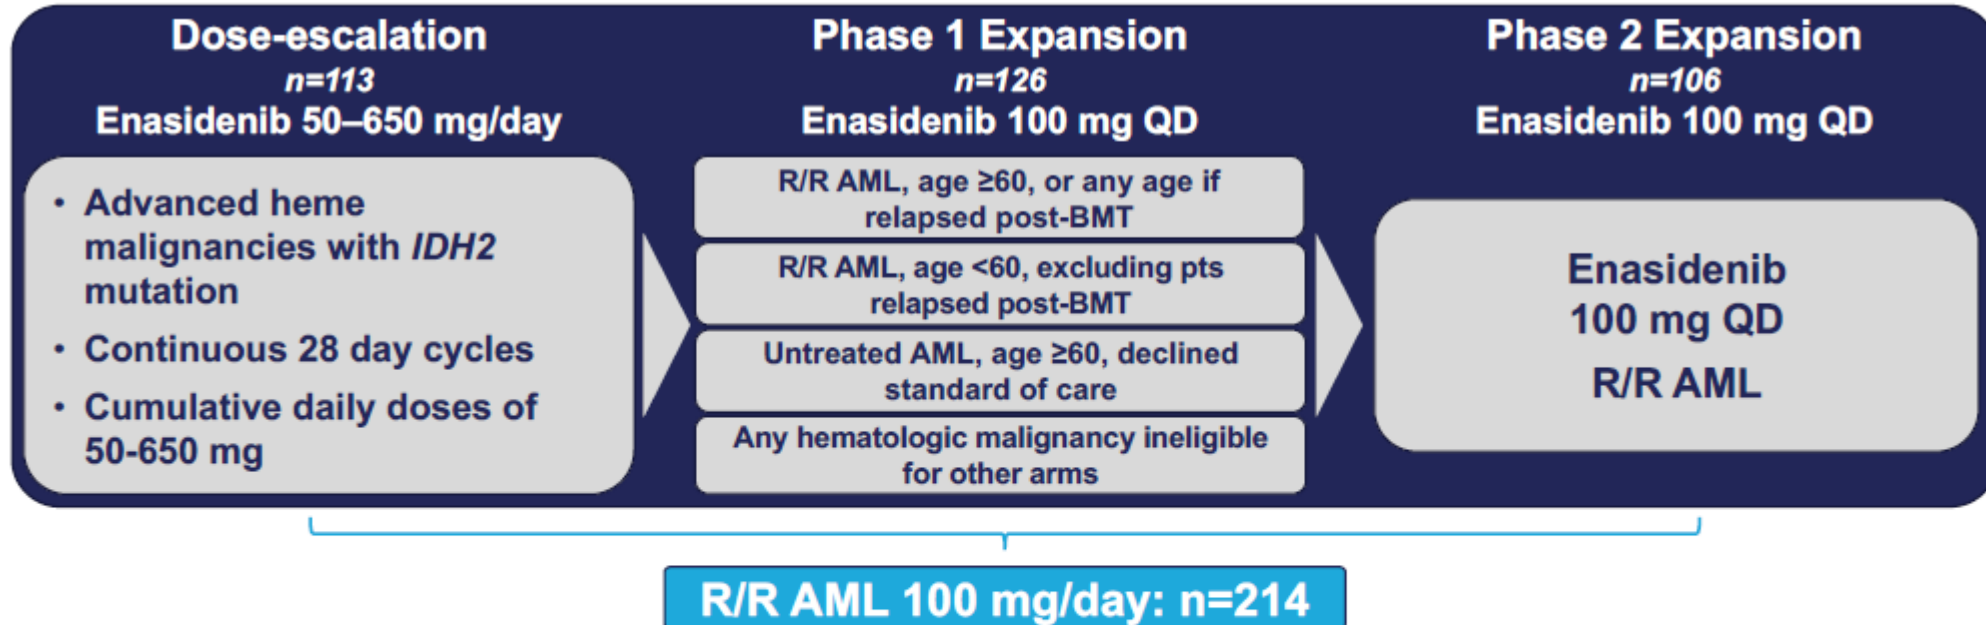 Dose-escalation
n=113
Enasidenib 50–650 mg/day
• Advanced heme
malignancies with IDH2
mutation
• Continuous 28 day cycles
• Cumulative daily doses of
50-650 mg
Phase 1 Expansion
n=126
Enasidenib 100 mg QD
R/R AML, age ≥60, or any age if
relapsed post-BMT
R/R AML, age <60, excluding pts
relapsed post-BMT
Untreated AML, age ≥60, declined
standard of care
Any hematologic malignancy ineligible
for other arms
Phase 2 Expansion
n=106
Enasidenib 100 mg QD
Enasidenib
100 mg QD
R/R AML
R/R AML 100 mg/day: n=214